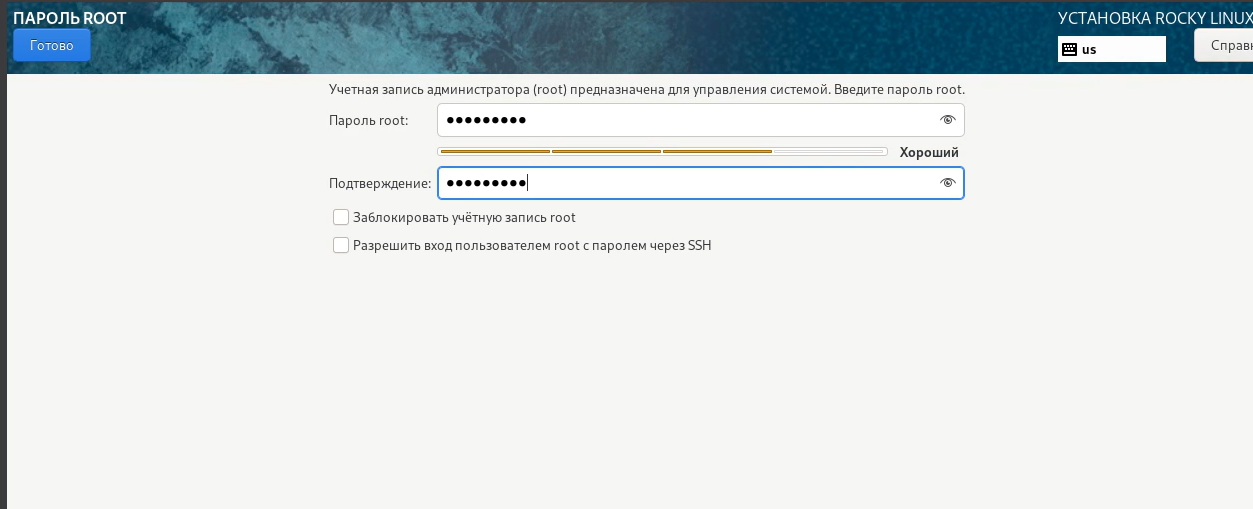 ПАРОЛЬ ROOT
УСТАНОВКА ROCKY LINUX
Готово
us
Учетная запись администратора (root) предназначена для управления системой. Введите пароль root.
Пароль root: ●●●●●●●●●
Хороший
Подтверждение: ●●●●●●●●●
Заблокировать учётную запись root
Разрешить вход пользователем root с паролем через SSH